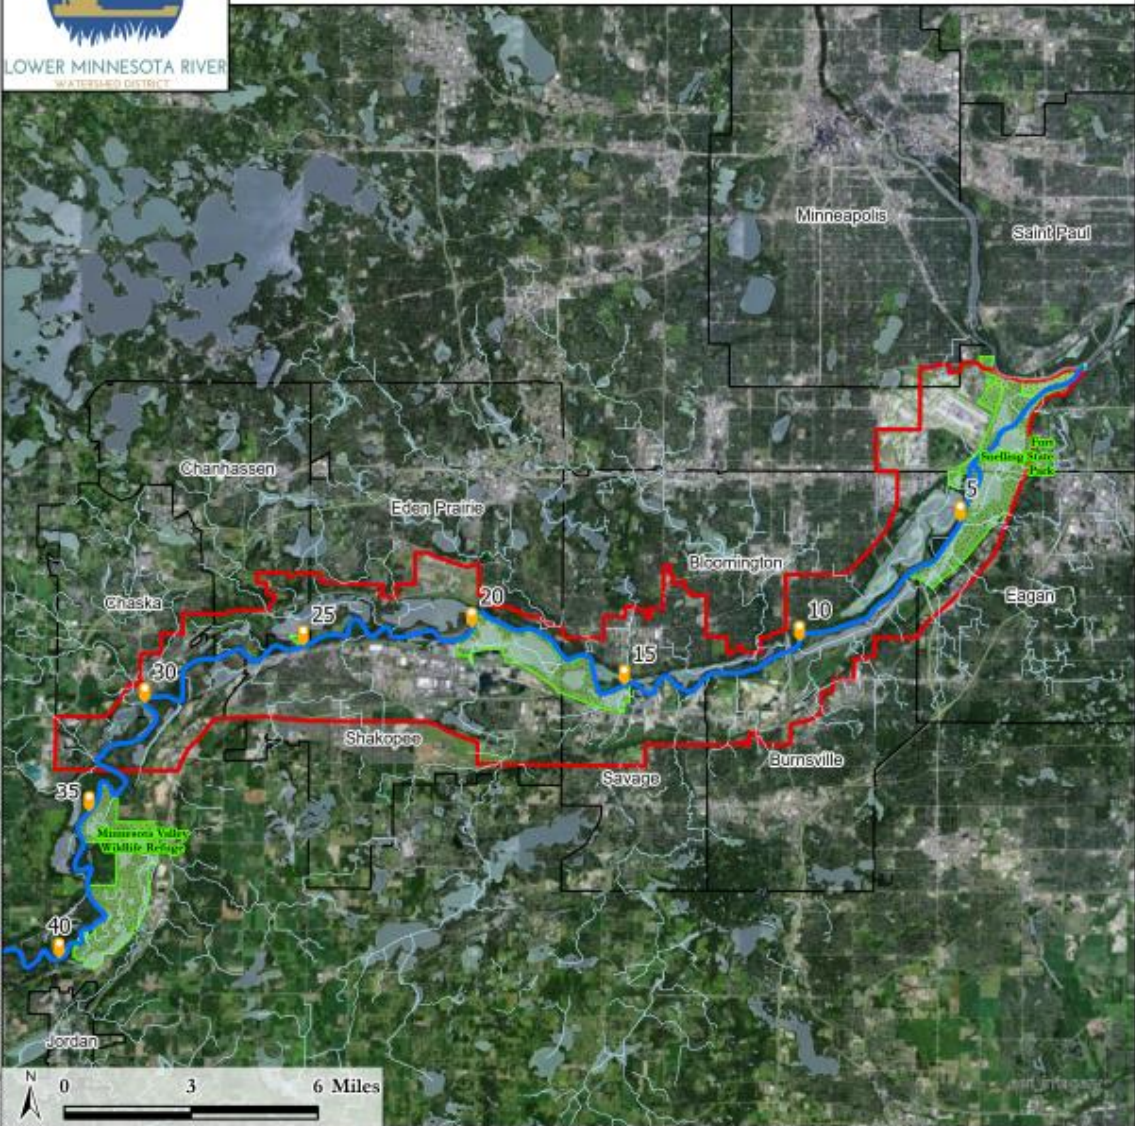 LOWER MINNESOTA RIVER
WATERSHED DISTRICT
Minneapolis
Saint Paul
Chanhassen
Fort
Snelling State
Park
5
Eden Prairie
Bloomington
Chaska
Eagan
20
10
25
15
30
Shakopee
Burnsville
Savage
35
Minnesota Valley
Wildlife Refuge
40
Jordan
N
0 3 6 Miles